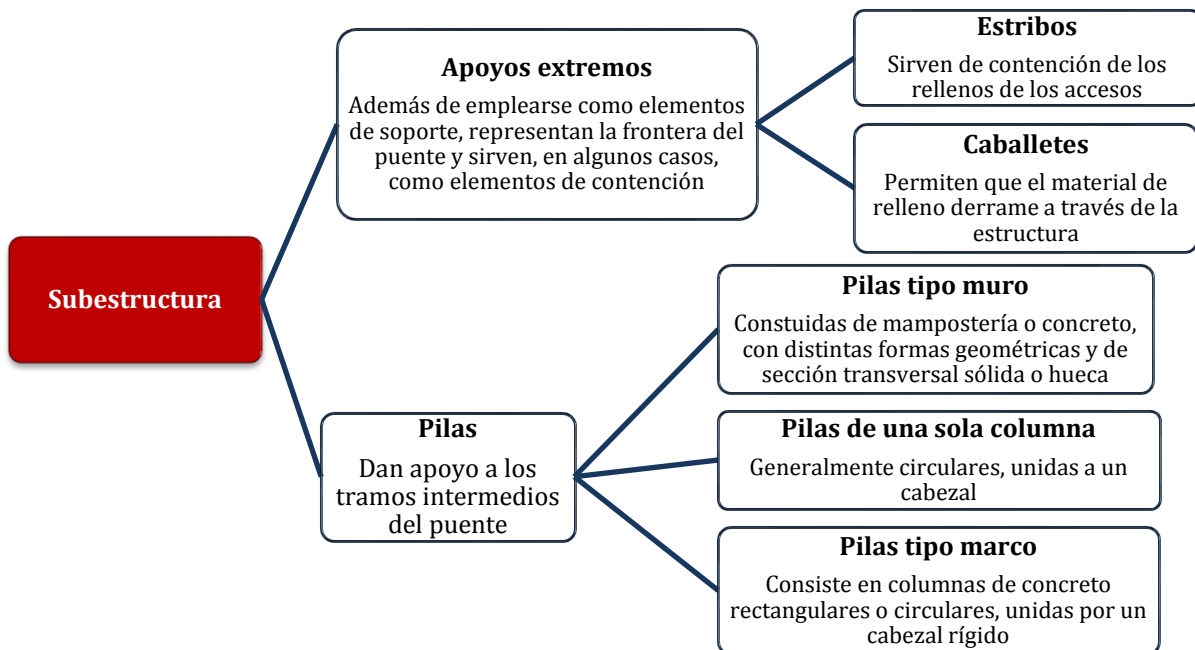 Subestructura
Apoyos extremos
Además de emplearse como elementos
de soporte, representan la frontera del
puente y sirven, en algunos casos,
como elementos de contención
Estribos
Sirven de contención de los
rellenos de los accesos
Caballetes
Permiten que el material de
relleno derrame a través de la
estructura
Pilas
Dan apoyo a los
tramos intermedios
del puente
Pilas tipo muro
Constuidas de mampostería o concreto,
con distintas formas geométricas y de
sección transversal sólida o hueca
Pilas de una sola columna
Generalmente circulares, unidas a un
cabezal
Pilas tipo marco
Consiste en columnas de concreto
rectangulares o circulares, unidas por un
cabezal rígido